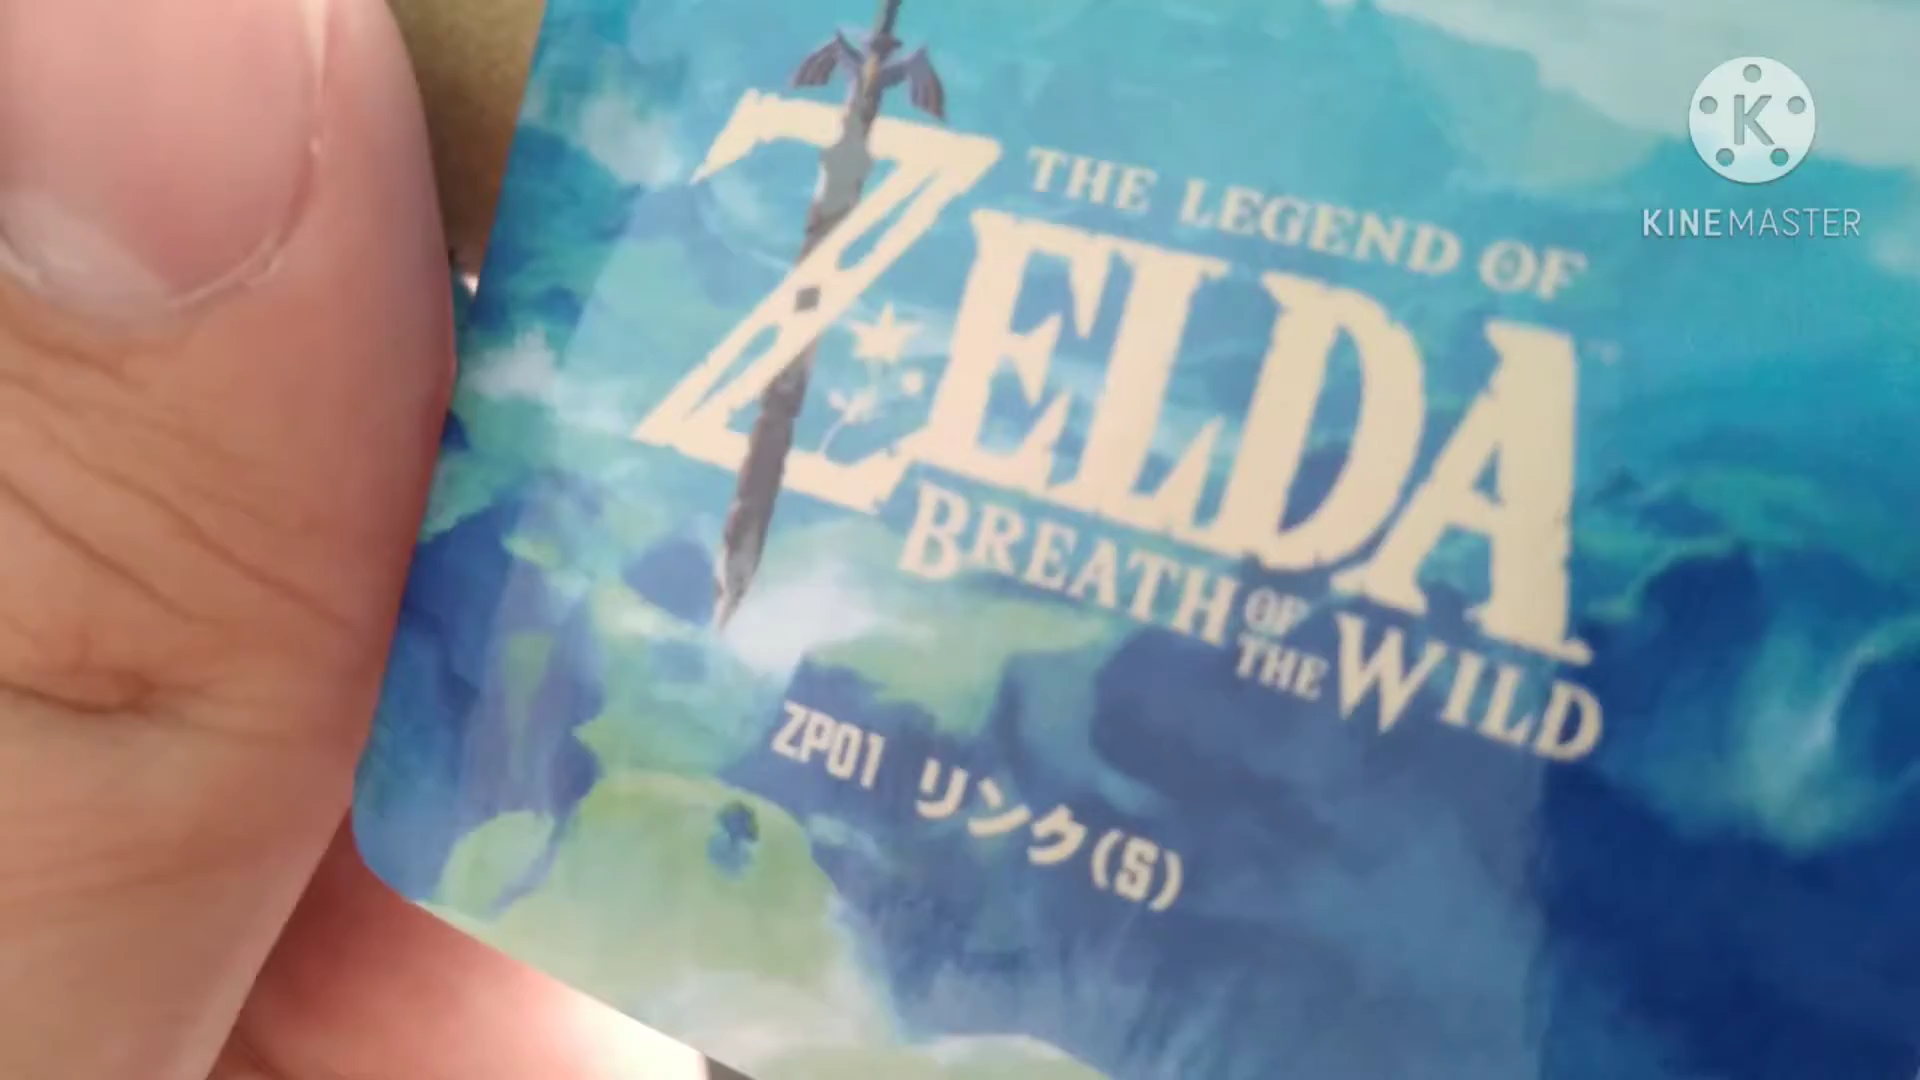 THE LEGEND OF
ZELDA
BREATH OF THE WILD
ZP01 リンク(S)
K
KINEMASTER